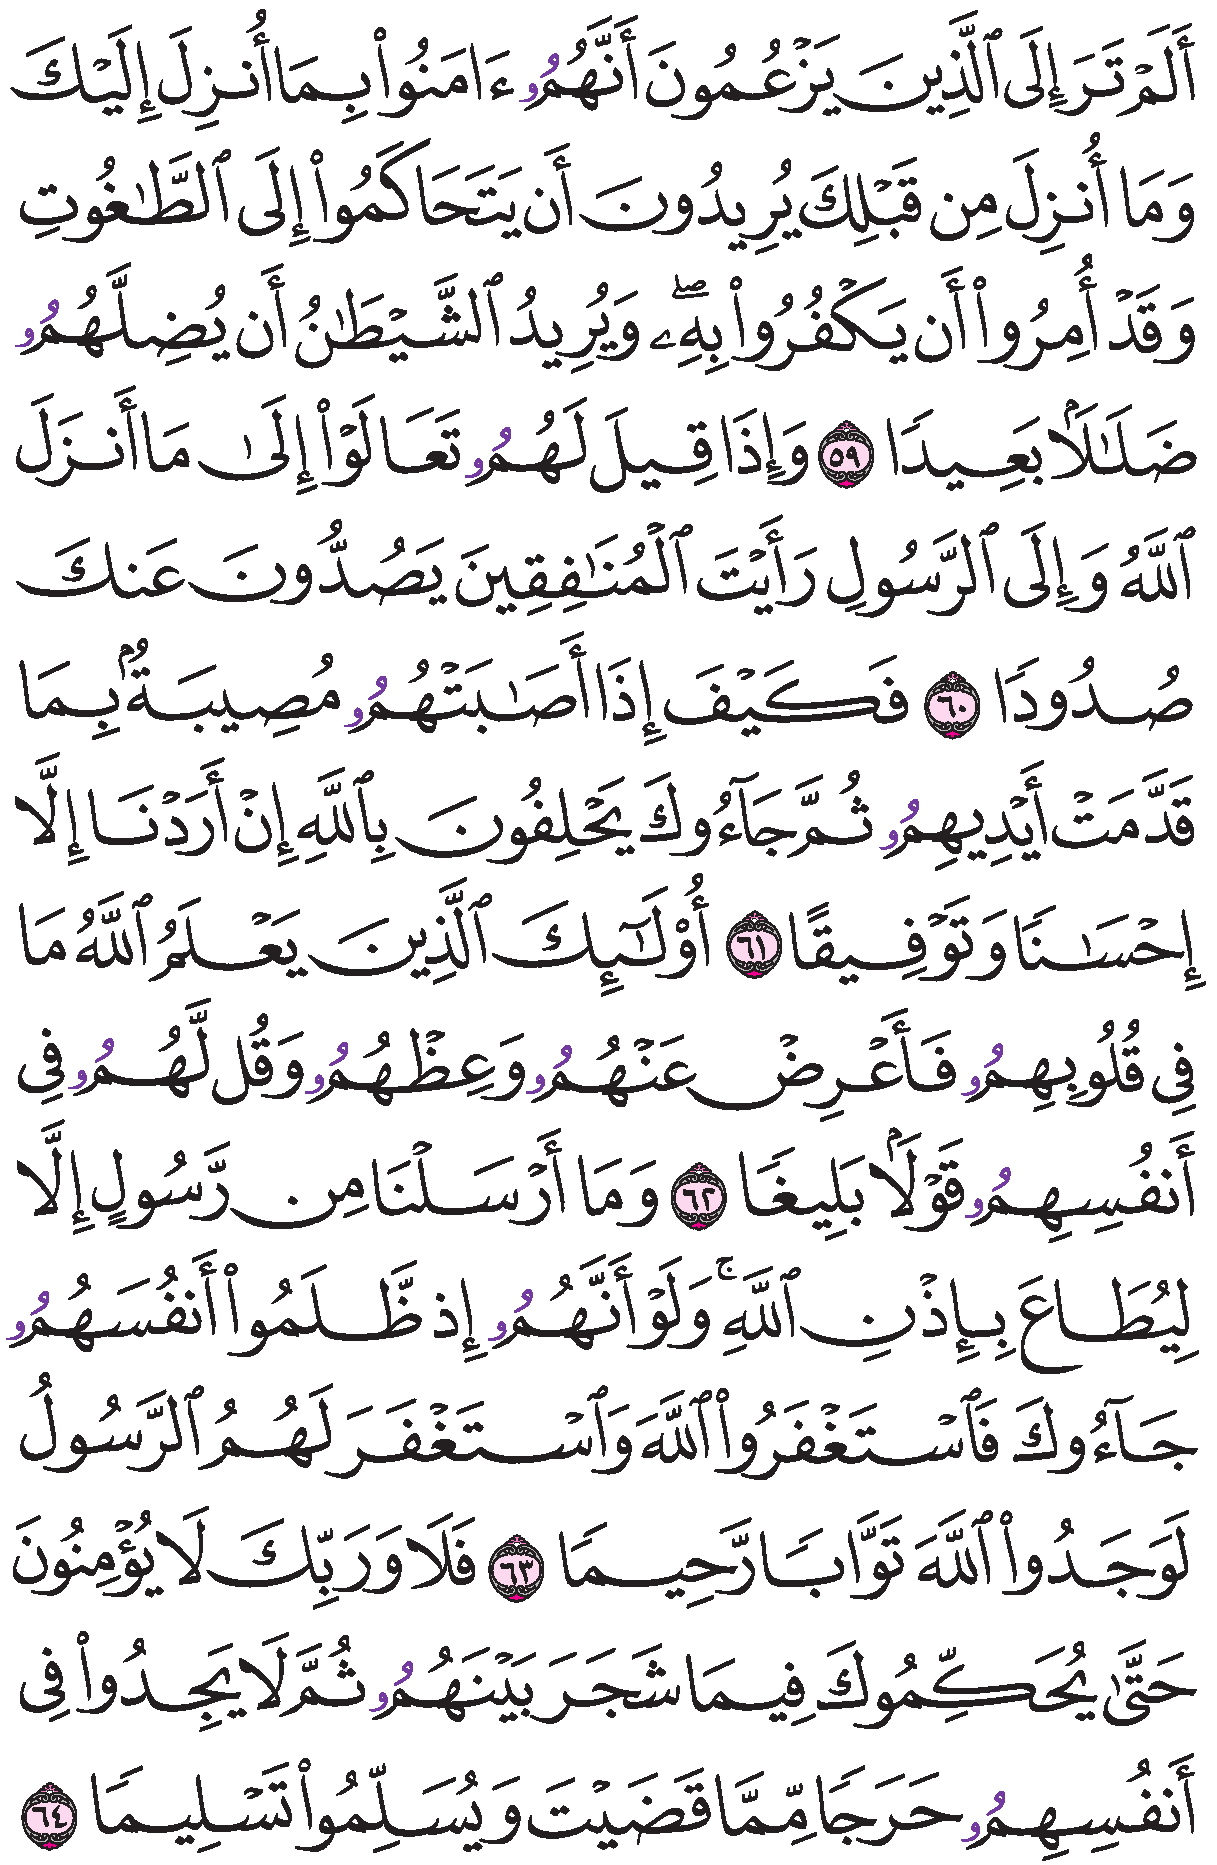 أَلَمْ تَرَ إِلَى ٱلَّذِينَ يَزْعُمُونَ أَنَّهُمُۥ ءَامَنُوا۟ بِمَا أُنزِلَ إِلَيْكَ
وَمَا أُنزِلَ مِن قَبْلِكَ يُرِيدُونَ أَن يَتَحَاكَمُوا۟ إِلَى ٱلطَّٰغُوتِ
وَقَدْ أُمِرُوا۟ أَن يَكْفُرُوا۟ بِهِۦۖ وَيُرِيدُ ٱلشَّيْطَٰنُ أَن يُضِلَّهُمُۥ
ضَلَٰلَۢا بَعِيدًا ٥٩ وَإِذَا قِيلَ لَهُمُۥ تَعَالَوْا۟ إِلَىٰ مَا أَنزَلَ
ٱللَّهُ وَإِلَى ٱلرَّسُولِ رَأَيْتَ ٱلْمُنَٰفِقِينَ يَصُدُّونَ عَنكَ
صُدُودًا ٦٠ فَكَيْفَ إِذَا أَصَٰبَتْهُمُۥ مُصِيبَةُۢ بِمَا
قَدَّمَتْ أَيْدِيهِمُۥ ثُمَّ جَآءُوكَ يَحْلِفُونَ بِٱللَّهِ إِنْ أَرَدْنَا إِلَّا
إِحْسَٰنًا وَتَوْفِيقًا ٦١ أُوْلَٰٓئِكَ ٱلَّذِينَ يَعْلَمُ ٱللَّهُ مَا
فِى قُلُوبِهِمُۥ فَأَعْرِضْ عَنْهُمُۥ وَعِظْهُمُۥ وَقُل لَّهُمُۥ فِى
أَنفُسِهِمُۥ قَوْلَۢا بَلِيغًا ٦٢ وَمَا أَرْسَلْنَا مِن رَّسُولٍ إِلَّا
لِيُطَاعَ بِإِذْنِ ٱللَّهِۚ وَلَوْ أَنَّهُمُۥ إِذ ظَّلَمُوا۟ أَنفُسَهُمُۥ
جَآءُوكَ فَٱسْتَغْفَرُوا۟ ٱللَّهَ وَٱسْتَغْفَرَ لَهُمُ ٱلرَّسُولُ
لَوَجَدُوا۟ ٱللَّهَ تَوَّابًا رَّحِيمًا ٦٣ فَلَا وَرَبِّكَ لَا يُؤْمِنُونَ
حَتَّىٰ يُحَكِّمُوكَ فِيمَا شَجَرَ بَيْنَهُمُۥ ثُمَّ لَا يَجِدُوا۟ فِى
أَنفُسِهِمُۥ حَرَجًا مِّمَّا قَضَيْتَ وَيُسَلِّمُوا۟ تَسْلِيمًا ٦٤